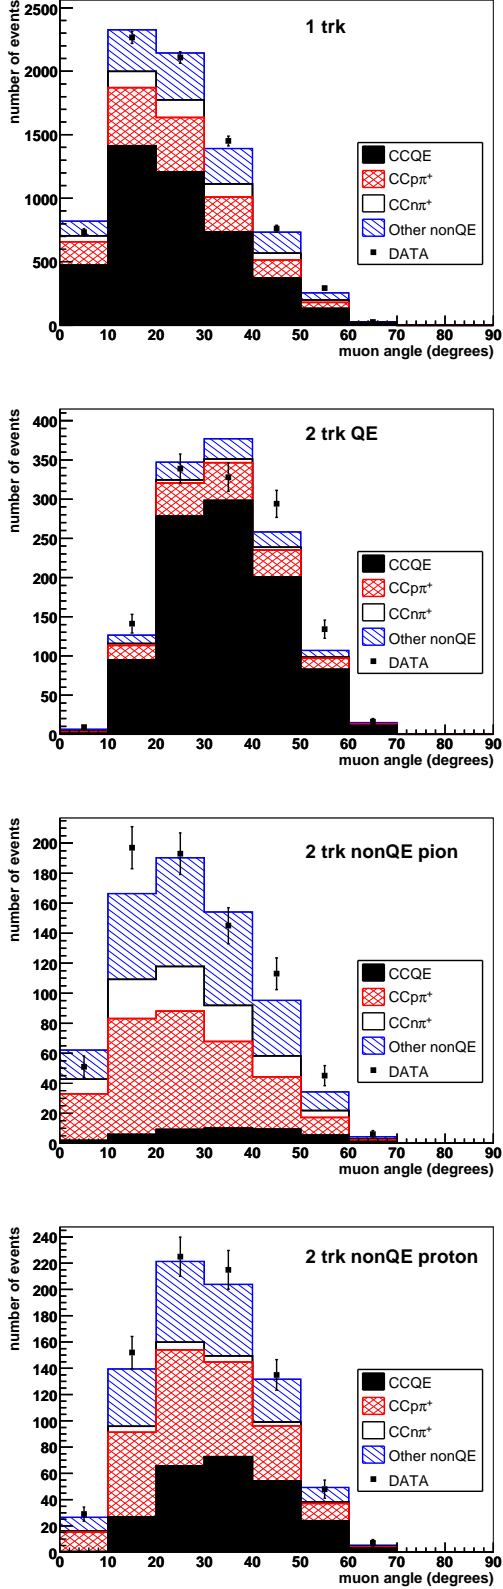 1 trk
number of events
2500
2000
1500
1000
500
0
CCQE
CCpπ+
CCnπ+
Other nonQE
DATA
0 10 20 30 40 50 60 70 80 90
muon angle (degrees)
2 trk QE
number of events
400
350
300
250
200
150
100
50
0
CCQE
CCpπ+
CCnπ+
Other nonQE
DATA
0 10 20 30 40 50 60 70 80 90
muon angle (degrees)
2 trk nonQE pion
number of events
200
180
160
140
120
100
80
60
40
20
0
CCQE
CCpπ+
CCnπ+
Other nonQE
DATA
0 10 20 30 40 50 60 70 80 90
muon angle (degrees)
2 trk nonQE proton
number of events
240
220
200
180
160
140
120
100
80
60
40
20
0
CCQE
CCpπ+
CCnπ+
Other nonQE
DATA
0 10 20 30 40 50 60 70 80 90
muon angle (degrees)